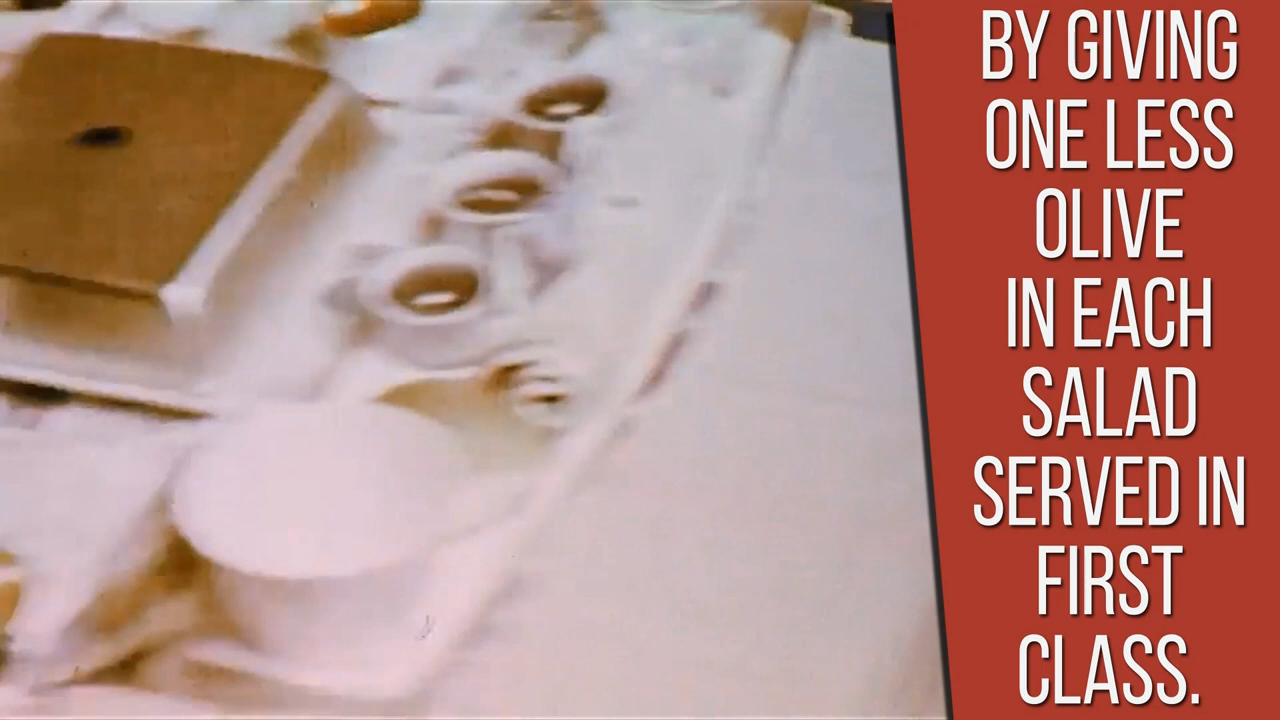 BY GIVING
ONE LESS
OLIVE
IN EACH
SALAD
SERVED IN
FIRST
CLASS.